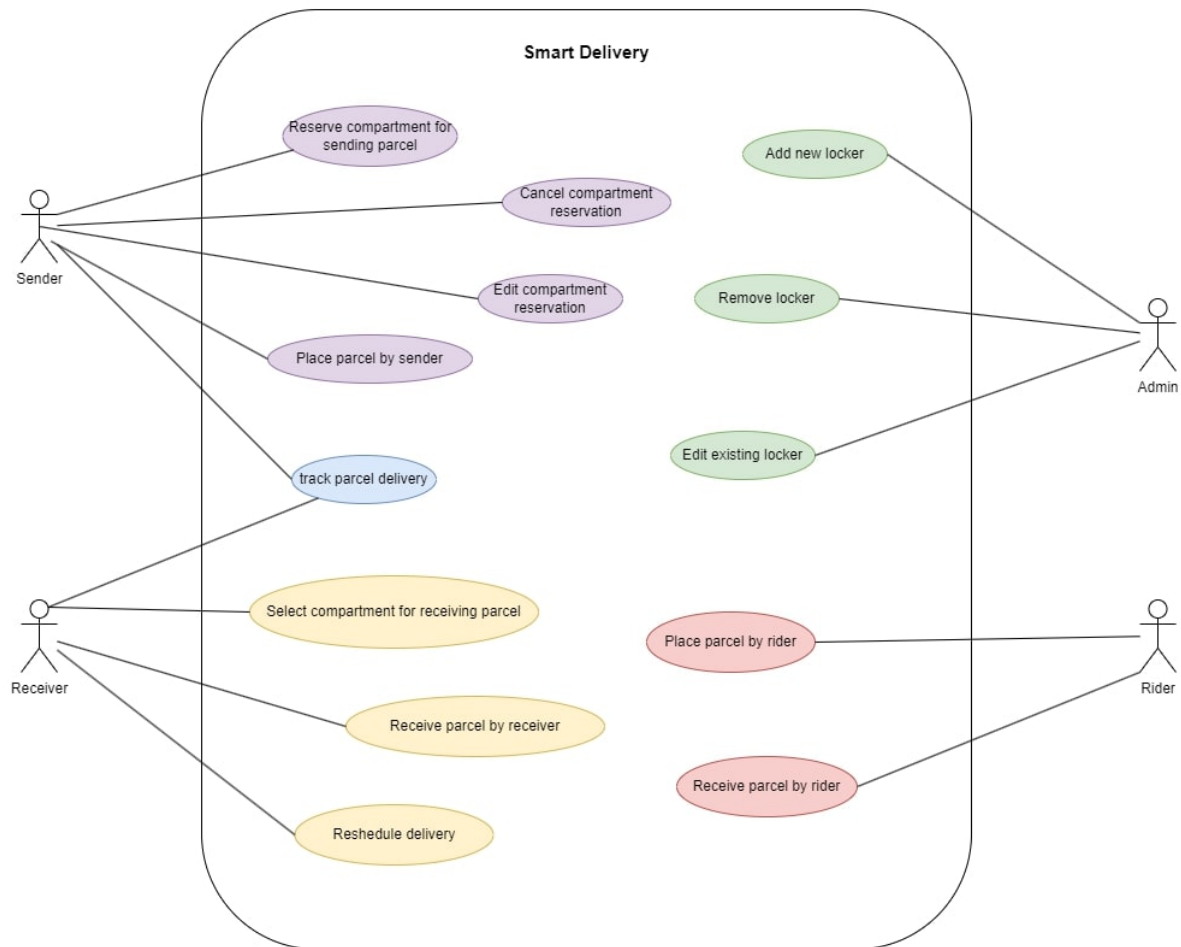 Smart Delivery
Reserve compartment for
sending parcel
Add new locker
Cancel compartment
reservation
Sender
Edit compartment
reservation
Remove locker
Place parcel by sender
Admin
track parcel delivery
Edit existing locker
Select compartment for receiving parcel
Place parcel by rider
Receiver
Rider
Receive parcel by receiver
Receive parcel by rider
Reshedule delivery